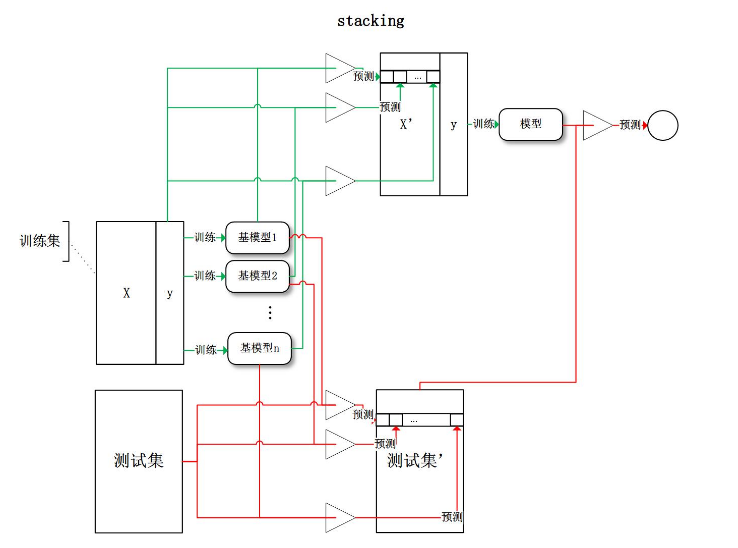 stacking
预测
...
预测
X'
y
训练
模型
预测
训练集
X
y
训练
基模型1
训练
基模型2
⋮
训练
基模型n
预测
...
预测
测试集
测试集'
预测